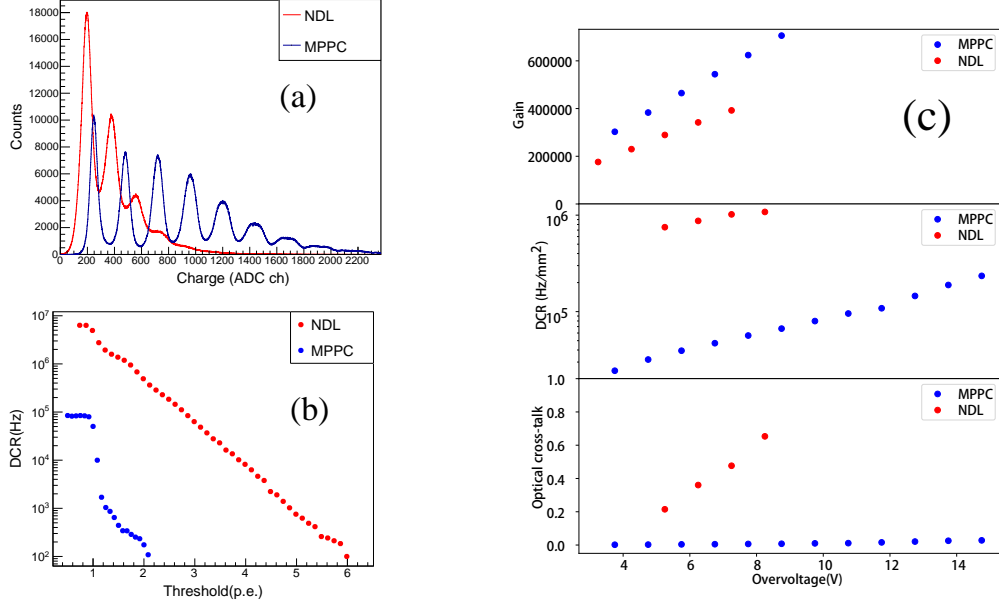 NDL
MPPC
(a)
18000
16000
14000
12000
10000
8000
6000
4000
2000
0
Counts
0 200 400 600 800 1000 1200 1400 1600 1800 2000 2200
Charge (ADC ch)
NDL
MPPC
(b)
10^7
10^6
10^5
10^4
10^3
10^2
DCR(Hz)
1 2 3 4 5 6
Threshold(p.e.)
MPPC
NDL
(c)
600000
400000
200000
0
Gain
MPPC
NDL
10^6
10^5
DCR (Hz/mm^2)
MPPC
NDL
1.0
0.8
0.6
0.4
0.2
0.0
Optical cross-talk
4 6 8 10 12 14
Overvoltage(V)